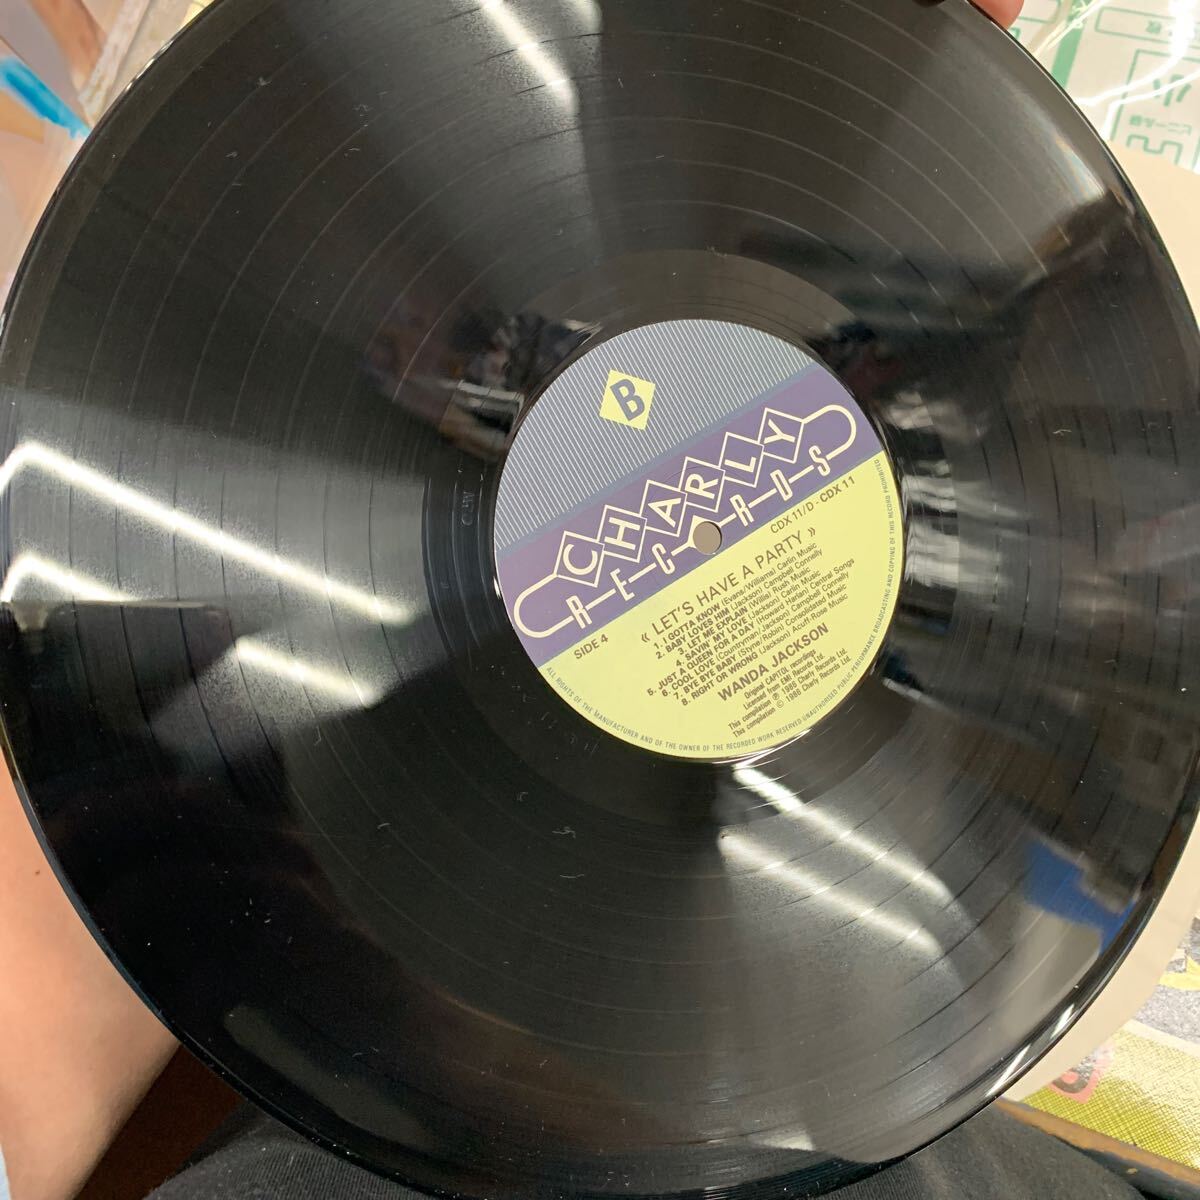 B
CHARLY
RECORDS
CDX 11/D - CDX 11
SIDE 4
« LET'S HAVE A PARTY »
1. I GOTTA KNOW (Evans/Williams) Carlin Music
2. BABY LOVES HIM (Jackson) Campbell Connelly
3. LET ME EXPLAIN (Willis) Rush Music
4. SAVIN' MY LOVE (Jackson) Carlin Music
5. JUST A QUEEN FOR A DAY (Howard Harlan) Central Songs
6. COOL LOVE (Countryman/Jackson) Campbell Connelly
7. BYE BYE BABY (Styne/Robin) Consolidated Music
8. RIGHT OR WRONG (Jackson) Acuff-Rose Music
WANDA JACKSON
Original CAPITOL recordings
Licensed from EMI Records Ltd.
This compilation ℗ 1986 Charly Records Ltd.
This compilation © 1986 Charly Records Ltd.
ALL RIGHTS OF THE MANUFACTURER AND OF THE OWNER OF THE RECORDED WORK RESERVED UNAUTHORISED PUBLIC PERFORMANCE BROADCASTING AND COPYING OF THIS RECORD PROHIBITED